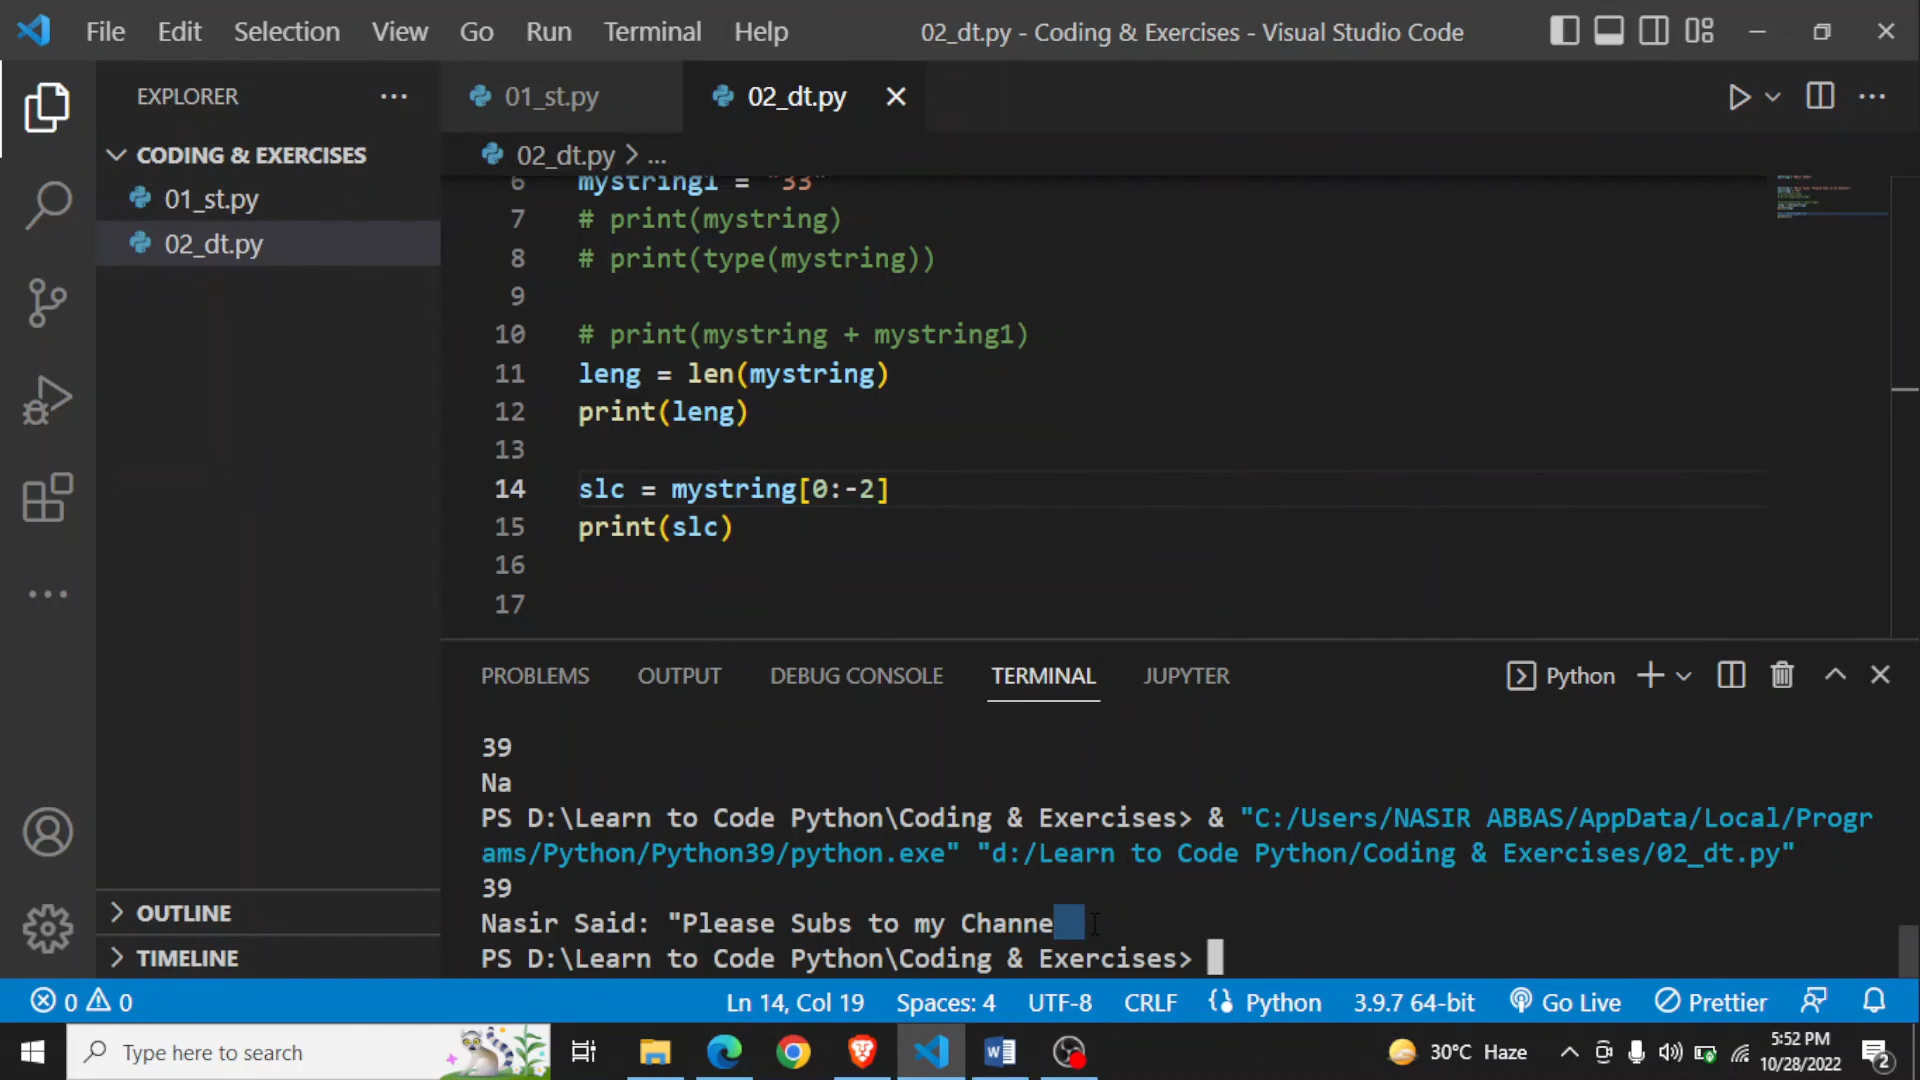 File Edit Selection View Go Run Terminal Help 02_dt.py - Coding & Exercises - Visual Studio Code
EXPLORER
CODING & EXERCISES
01_st.py
02_dt.py
OUTLINE
TIMELINE
01_st.py 02_dt.py
02_dt.py > ...
6 mystring1 = "33"
7 # print(mystring)
8 # print(type(mystring))
9
10 # print(mystring + mystring1)
11 leng = len(mystring)
12 print(leng)
13
14 slc = mystring[0:-2]
15 print(slc)
16
17
PROBLEMS OUTPUT DEBUG CONSOLE TERMINAL JUPYTER Python
39
Na
PS D:\Learn to Code Python\Coding & Exercises> & "C:/Users/NASIR ABBAS/AppData/Local/Progr
ams/Python/Python39/python.exe" "d:/Learn to Code Python/Coding & Exercises/02_dt.py"
39
Nasir Said: "Please Subs to my Channe
PS D:\Learn to Code Python\Coding & Exercises>
0 0 Ln 14, Col 19 Spaces: 4 UTF-8 CRLF Python 3.9.7 64-bit Go Live Prettier
Type here to search 30°C Haze 5:52 PM
10/28/2022 2